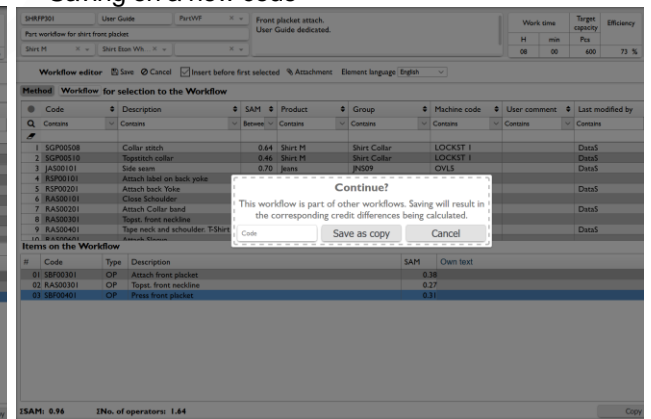 Saving on a new code
SHRFP301 User Guide PartWF × Front placket attach.
User Guide dedicated.
Part workflow for shirt front placket
Shirt M × Shirt Base Wh... × ×
Work time Target capacity Efficiency
H min Pcs
08 00 600 73 %
Workflow editor Save Cancel Insert before first selected Attachment Element language English
Method Workflow for selection to the Workflow
Code Description SAM Product Group Machine code User comment Last modified by
Contains Contains Betwee Contains Contains Contains Contains Contains
1 SGP00508 Collar stitch 0.64 Shirt M Shirt Collar LOCKST 1 DataS
2 SGP00510 Topstitch collar 0.46 Shirt M Shirt Collar LOCKST 1 DataS
3 JAS00101 Side seam 0.70 Jeans JNS09 OVL5 DataS
4 RSP00101 Attach label on back yoke
5 RSP00201 Attach back Yoke DataS
6 RAS00101 Close Schoulder
7 RAS00201 Attach Collar band DataS
8 RAS00301 Topst. front neckline
9 RAS00401 Tape neck and schoulder. T-Shirt DataS
10 RAS00601 Attach Sleeve
Continue?
This workflow is part of other workflows. Saving will result in
the corresponding credit differences being calculated.
Code Save as copy Cancel
Items on the Workflow
# Code Type Description SAM Own text
01 SBF00301 OP Attach front placket 0.38
02 RAS00301 OP Topst. front neckline 0.27
03 SBF00401 OP Press front placket 0.31
ΣSAM: 0.96 ΣNo. of operators: 1.64 Copy